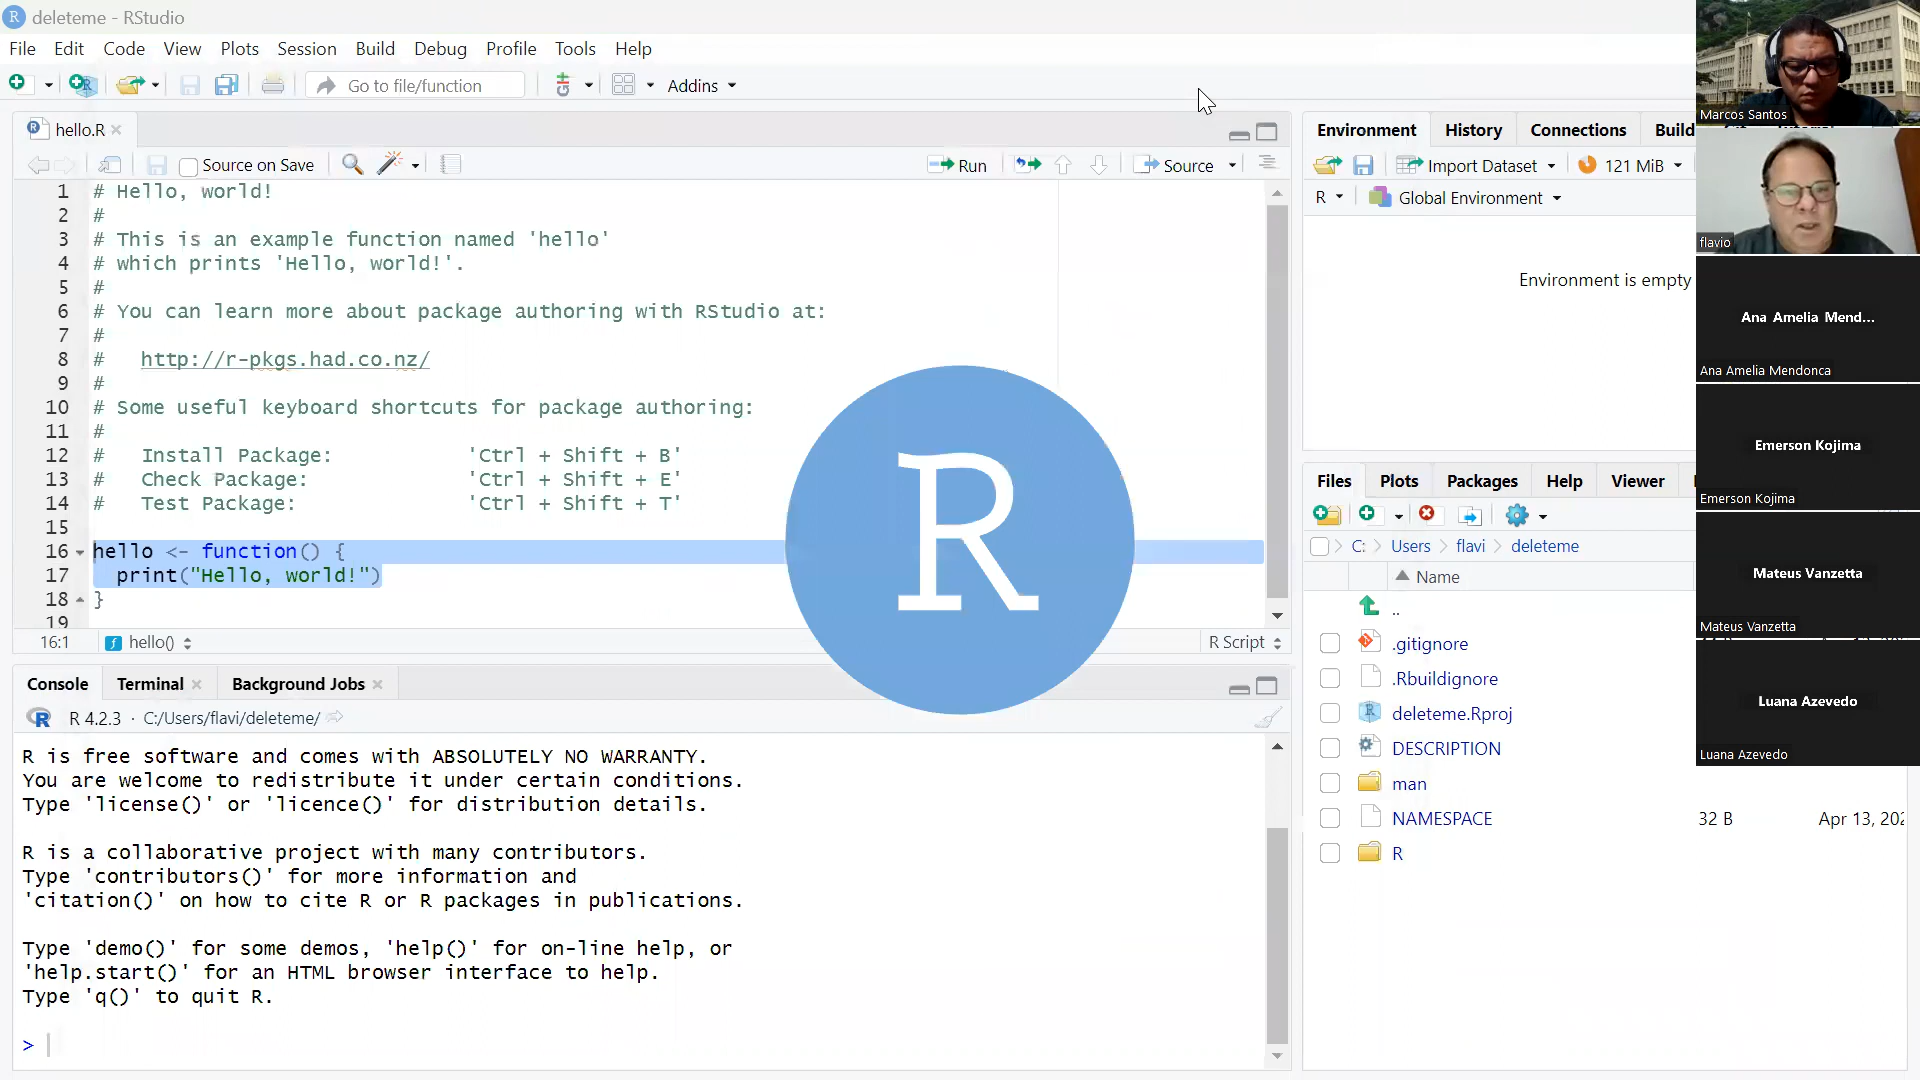 deleteme - RStudio
File Edit Code View Plots Session Build Debug Profile Tools Help
Go to file/function
Addins
hello.R
Source on Save
Run
Source
1 # Hello, world!
2 #
3 # This is an example function named 'hello'
4 # which prints 'Hello, world!'.
5 #
6 # You can learn more about package authoring with RStudio at:
7 #
8 #   http://r-pkgs.had.co.nz/
9 #
10 # Some useful keyboard shortcuts for package authoring:
11 #
12 #   Install Package:           'Ctrl + Shift + B'
13 #   Check Package:             'Ctrl + Shift + E'
14 #   Test Package:              'Ctrl + Shift + T'
15
16 hello <- function() {
17   print("Hello, world!")
18 }
19
16:1 hello() R Script
Console Terminal Background Jobs
R 4.2.3 · C:/Users/flavi/deleteme/
R is free software and comes with ABSOLUTELY NO WARRANTY.
You are welcome to redistribute it under certain conditions.
Type 'license()' or 'licence()' for distribution details.
R is a collaborative project with many contributors.
Type 'contributors()' for more information and
'citation()' on how to cite R or R packages in publications.
Type 'demo()' for some demos, 'help()' for on-line help, or
'help.start()' for an HTML browser interface to help.
Type 'q()' to quit R.
>
R
Environment History Connections Build
Import Dataset 121 MiB
R Global Environment
Environment is empty
Files Plots Packages Help Viewer
C: Users flavi deleteme
Name
..
.gitignore
.Rbuildignore
deleteme.Rproj
DESCRIPTION
man
NAMESPACE 32 B Apr 13, 202
R
Marcos Santos
flavio
Ana Amelia Mend...
Ana Amelia Mendonca
Emerson Kojima
Emerson Kojima
Mateus Vanzetta
Mateus Vanzetta
Luana Azevedo
Luana Azevedo